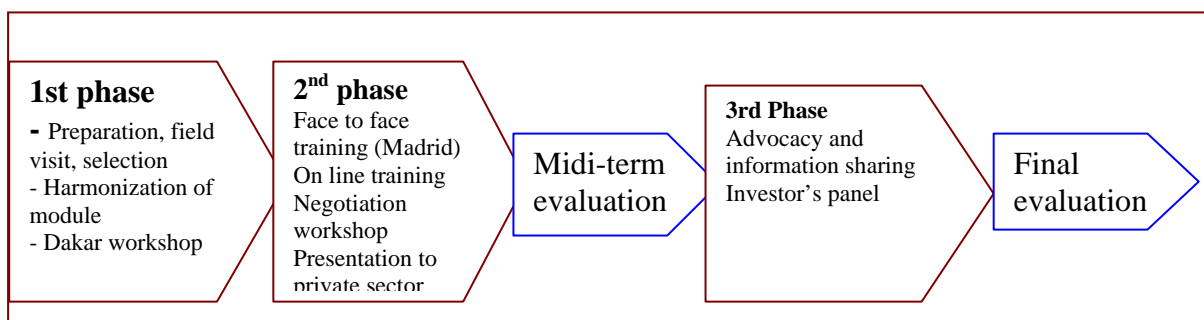 1st phase
- Preparation, field
visit, selection
- Harmonization of
module
- Dakar workshop
2nd phase
Face to face
training (Madrid)
On line training
Negotiation
workshop
Presentation to
private sector
Midi-term
evaluation
3rd Phase
Advocacy and
information sharing
Investor’s panel
Final
evaluation